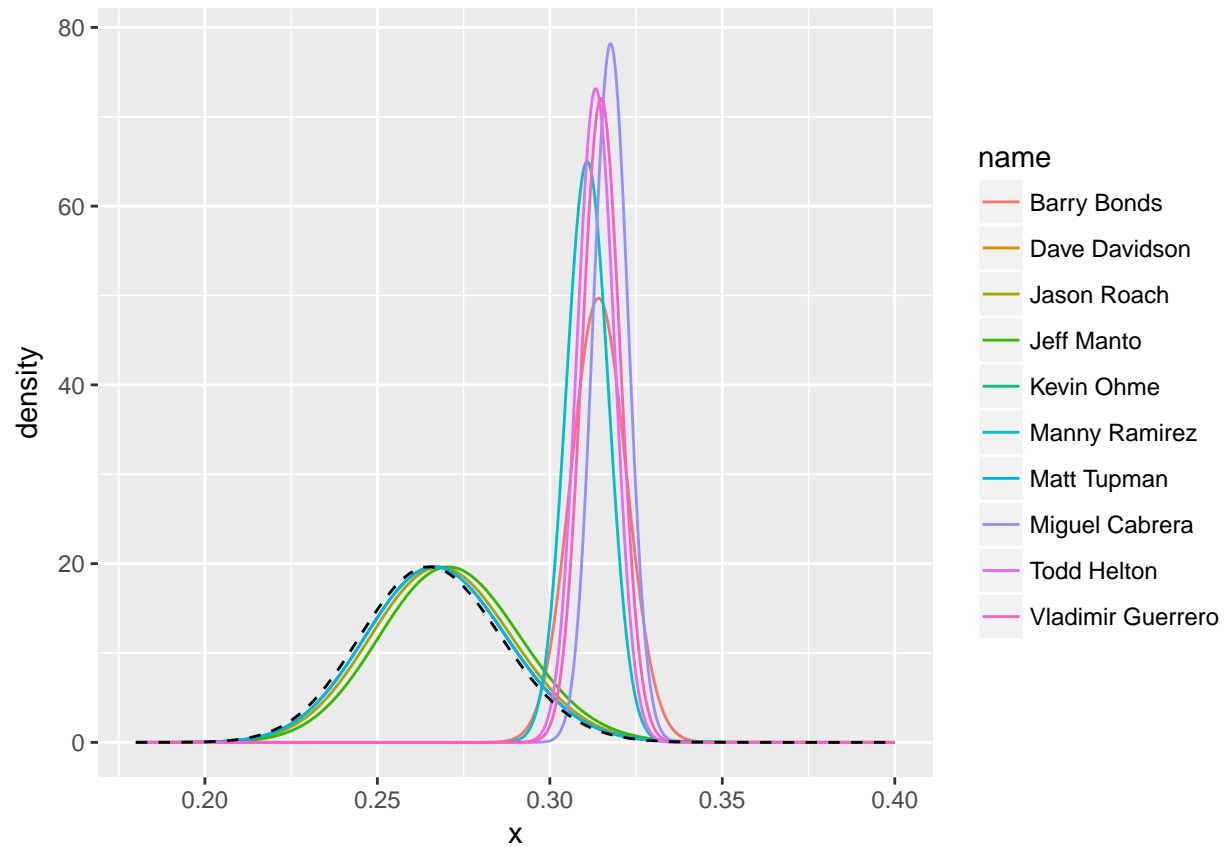 80
60
40
20
0
density
0.20
0.25
0.30
0.35
0.40
x
name
Barry Bonds
Dave Davidson
Jason Roach
Jeff Manto
Kevin Ohme
Manny Ramirez
Matt Tupman
Miguel Cabrera
Todd Helton
Vladimir Guerrero